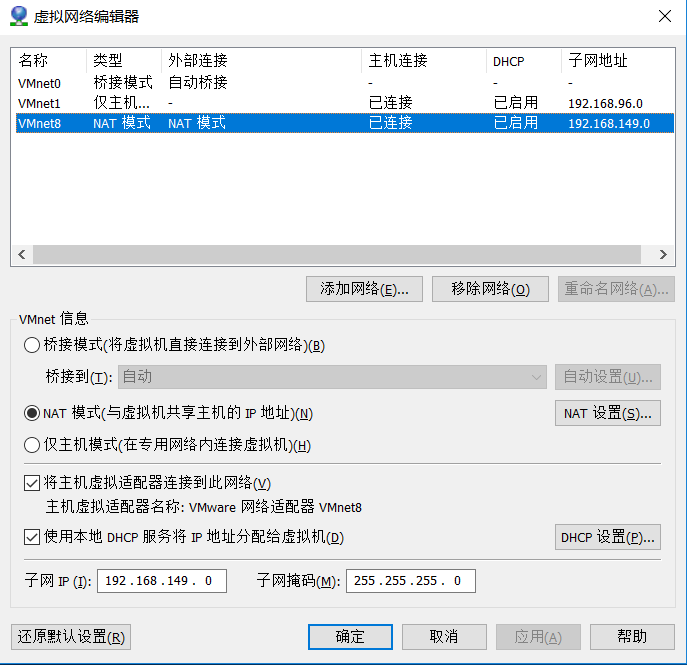 虚拟网络编辑器
名称 类型 外部连接 主机连接 DHCP 子网地址
VMnet0 桥接模式 自动桥接 - - -
VMnet1 仅主机... - 已连接 已启用 192.168.96.0
VMnet8 NAT 模式 NAT 模式 已连接 已启用 192.168.149.0
添加网络(E)... 移除网络(O) 重命名网络(A)...
VMnet 信息
桥接模式(将虚拟机直接连接到外部网络)(B)
桥接到(T): 自动 自动设置(U)...
NAT 模式(与虚拟机共享主机的 IP 地址)(N) NAT 设置(S)...
仅主机模式(在专用网络内连接虚拟机)(H)
将主机虚拟适配器连接到此网络(V)
主机虚拟适配器名称: VMware 网络适配器 VMnet8
使用本地 DHCP 服务将 IP 地址分配给虚拟机(D) DHCP 设置(P)...
子网 IP (I): 192 . 168 . 149 . 0 子网掩码(M): 255 . 255 . 255 . 0
还原默认设置(R) 确定 取消 应用(A) 帮助